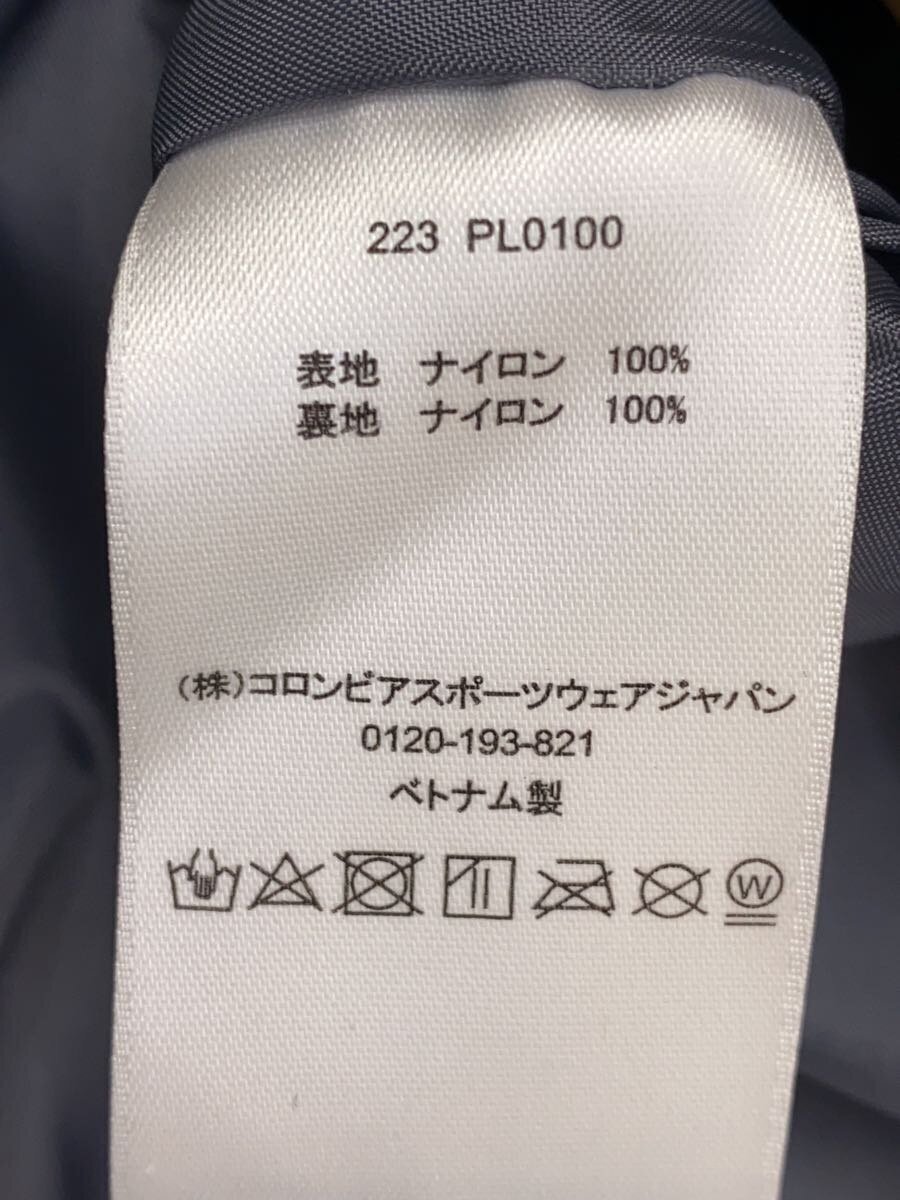 223 PL0100
表地 ナイロン 100%
裏地 ナイロン 100%
(株)コロンビアスポーツウェアジャパン
0120-193-821
ベトナム製
W